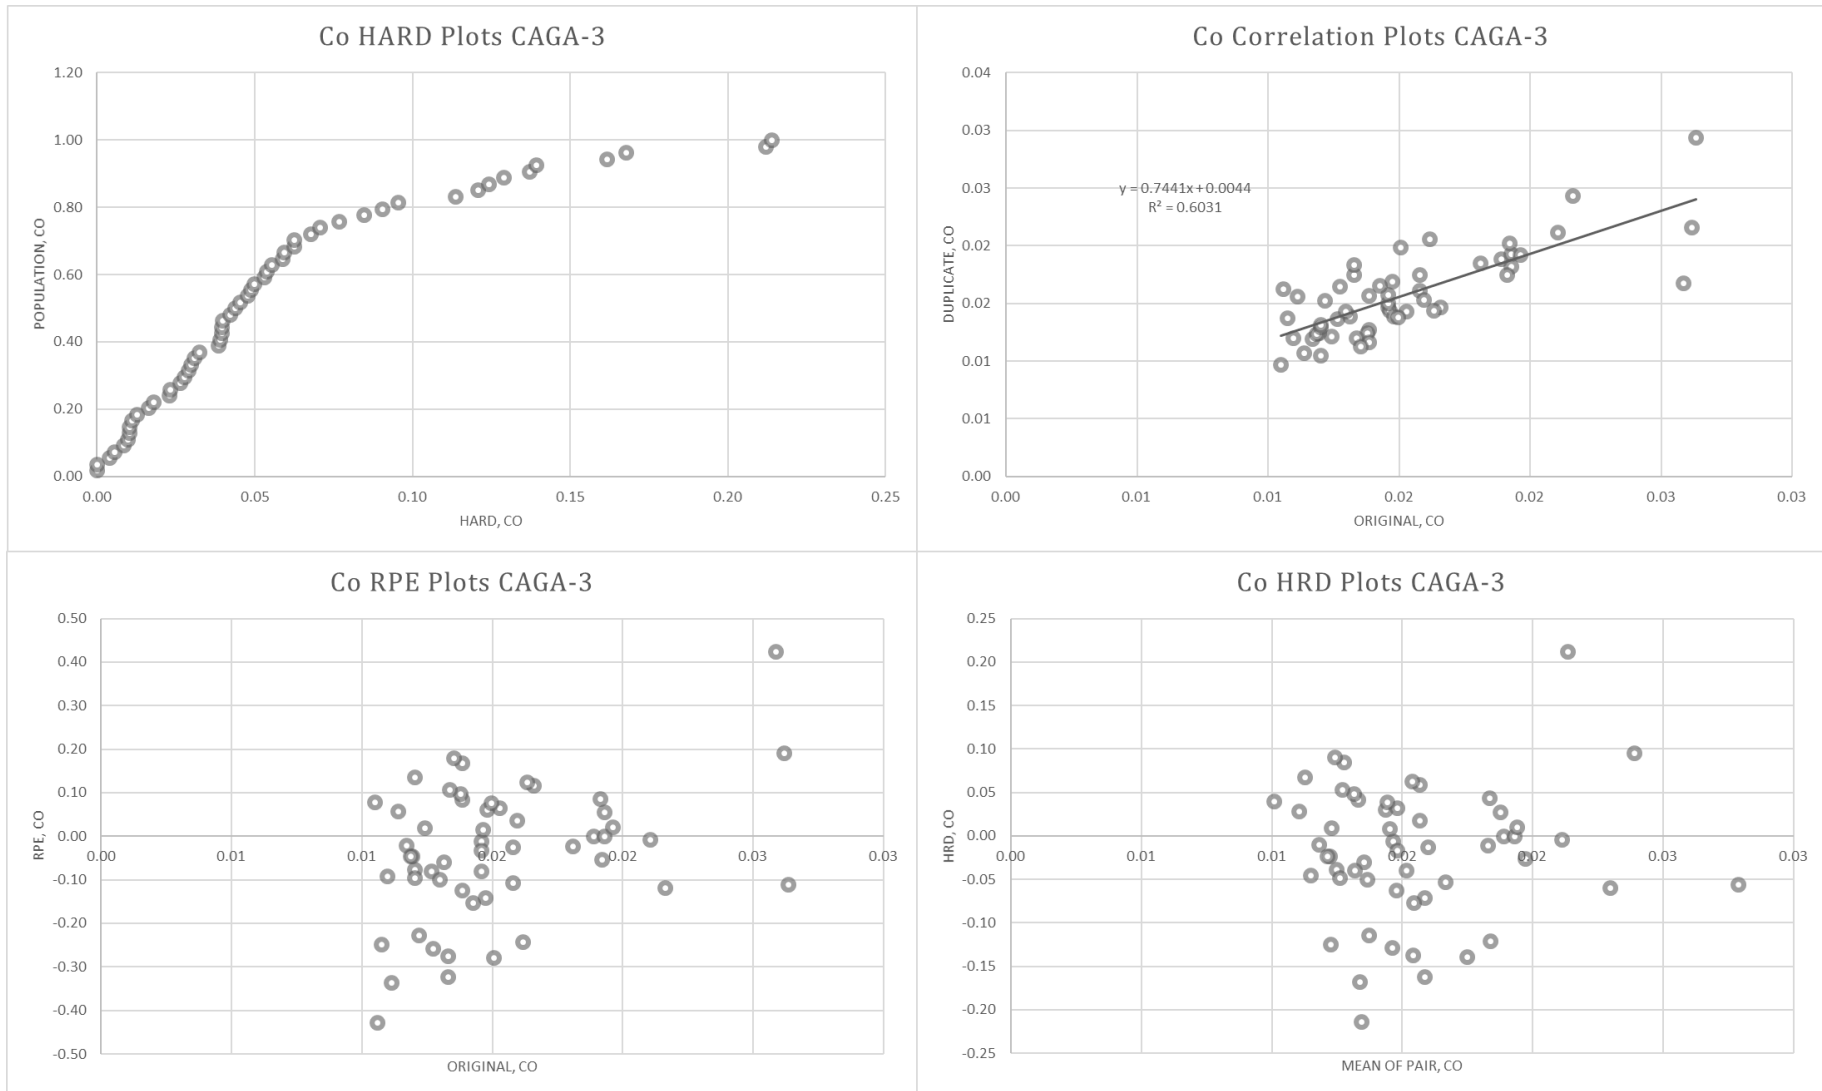 Co HARD Plots CAGA-3
1.20
1.00
0.80
0.60
0.40
0.20
0.00
POPULATION, CO
0.00 0.05 0.10 0.15 0.20 0.25
HARD, CO
Co Correlation Plots CAGA-3
0.04
0.03
0.03
0.02
0.02
0.01
0.01
0.00
DUPLICATE, CO
y = 0.7441x + 0.0044
R² = 0.6031
0.00 0.01 0.01 0.02 0.02 0.03 0.03
ORIGINAL, CO
Co RPE Plots CAGA-3
0.50
0.40
0.30
0.20
0.10
0.00
-0.10
-0.20
-0.30
-0.40
-0.50
RPE, CO
0.00 0.01 0.01 0.02 0.02 0.03 0.03
ORIGINAL, CO
Co HRD Plots CAGA-3
0.25
0.20
0.15
0.10
0.05
0.00
-0.05
-0.10
-0.15
-0.20
-0.25
HRD, CO
0.00 0.01 0.01 0.02 0.02 0.03 0.03
MEAN OF PAIR, CO